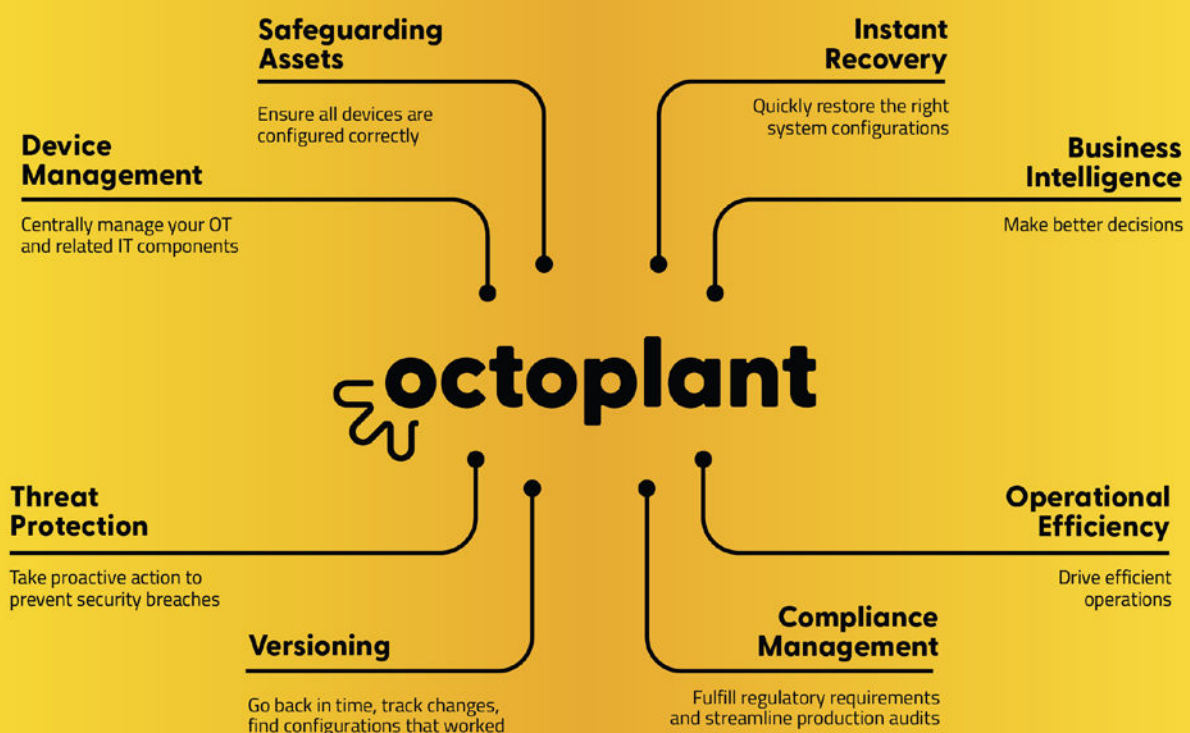 Safeguarding
Assets
Ensure all devices are
configured correctly
Instant
Recovery
Quickly restore the right
system configurations
Device
Management
Centrally manage your OT
and related IT components
Business
Intelligence
Make better decisions
octoplant
Threat
Protection
Take proactive action to
prevent security breaches
Operational
Efficiency
Drive efficient
operations
Versioning
Go back in time, track changes,
find configurations that worked
Compliance
Management
Fulfill regulatory requirements
and streamline production audits